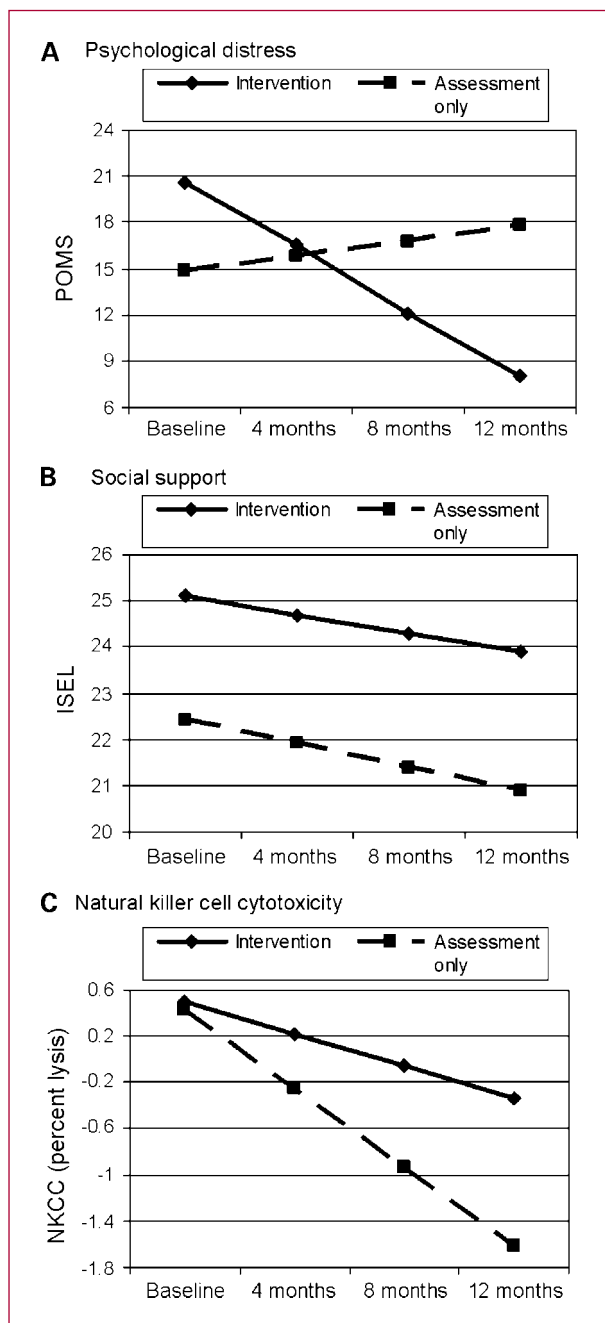 A Psychological distress
Intervention Assessment only
24
21
18
15
12
9
6
POMS
Baseline 4 months 8 months 12 months
B Social support
Intervention Assessment only
26
25
24
23
22
21
20
ISEL
Baseline 4 months 8 months 12 months
C Natural killer cell cytotoxicity
Intervention Assessment only
0.6
0.2
-0.2
-0.6
-1
-1.4
-1.8
NKCC (percent lysis)
Baseline 4 months 8 months 12 months